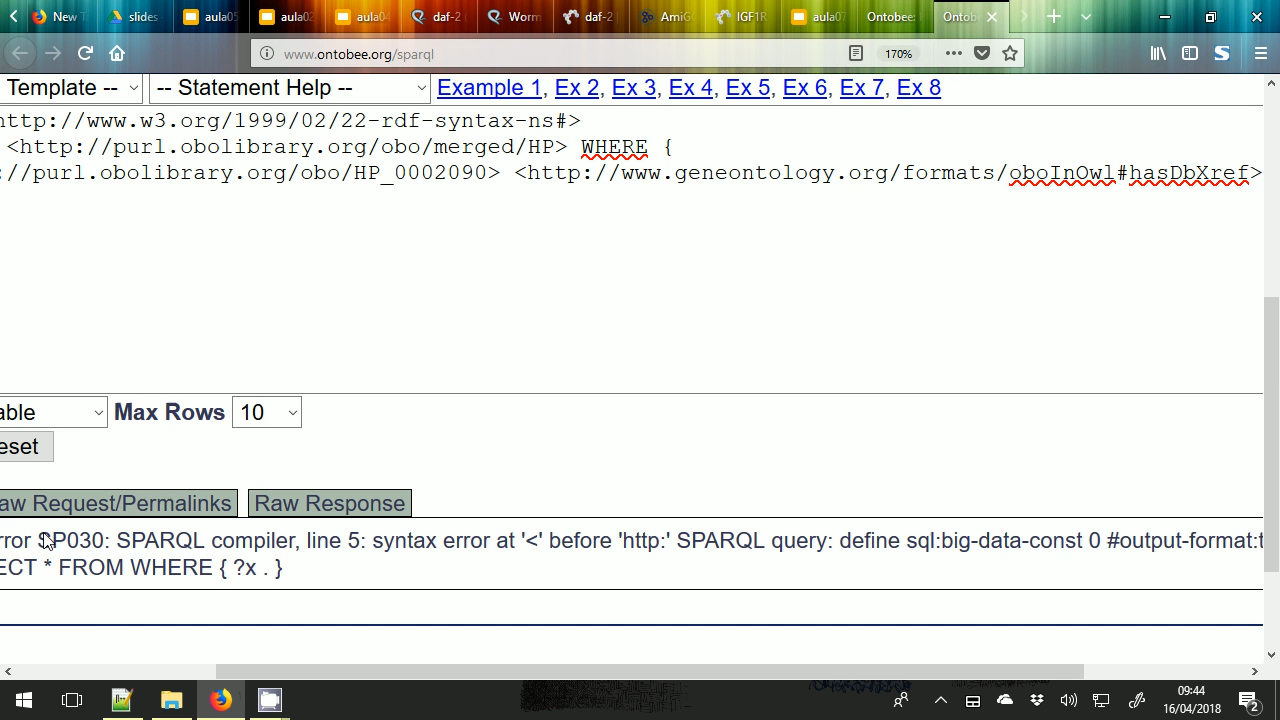 New T slides aula05 aula02 aula04 daf-2 Worm daf-2 AmiG IGF1R aula07 Ontobee: Ontob
www.ontobee.org/sparql 170%
Template -- -- Statement Help -- Example 1, Ex 2, Ex 3, Ex 4, Ex 5, Ex 6, Ex 7, Ex 8
http://www.w3.org/1999/02/22-rdf-syntax-ns#>
<http://purl.obolibrary.org/obo/merged/HP> WHERE {
://purl.obolibrary.org/obo/HP_0002090> <http://www.geneontology.org/formats/oboInOwl#hasDbXref>
able Max Rows 10
eset
aw Request/Permalinks Raw Response
rror SP030: SPARQL compiler, line 5: syntax error at '<' before 'http:' SPARQL query: define sql:big-data-const 0 #output-format:t
ECT * FROM WHERE { ?x . }
09:44
16/04/2018
2